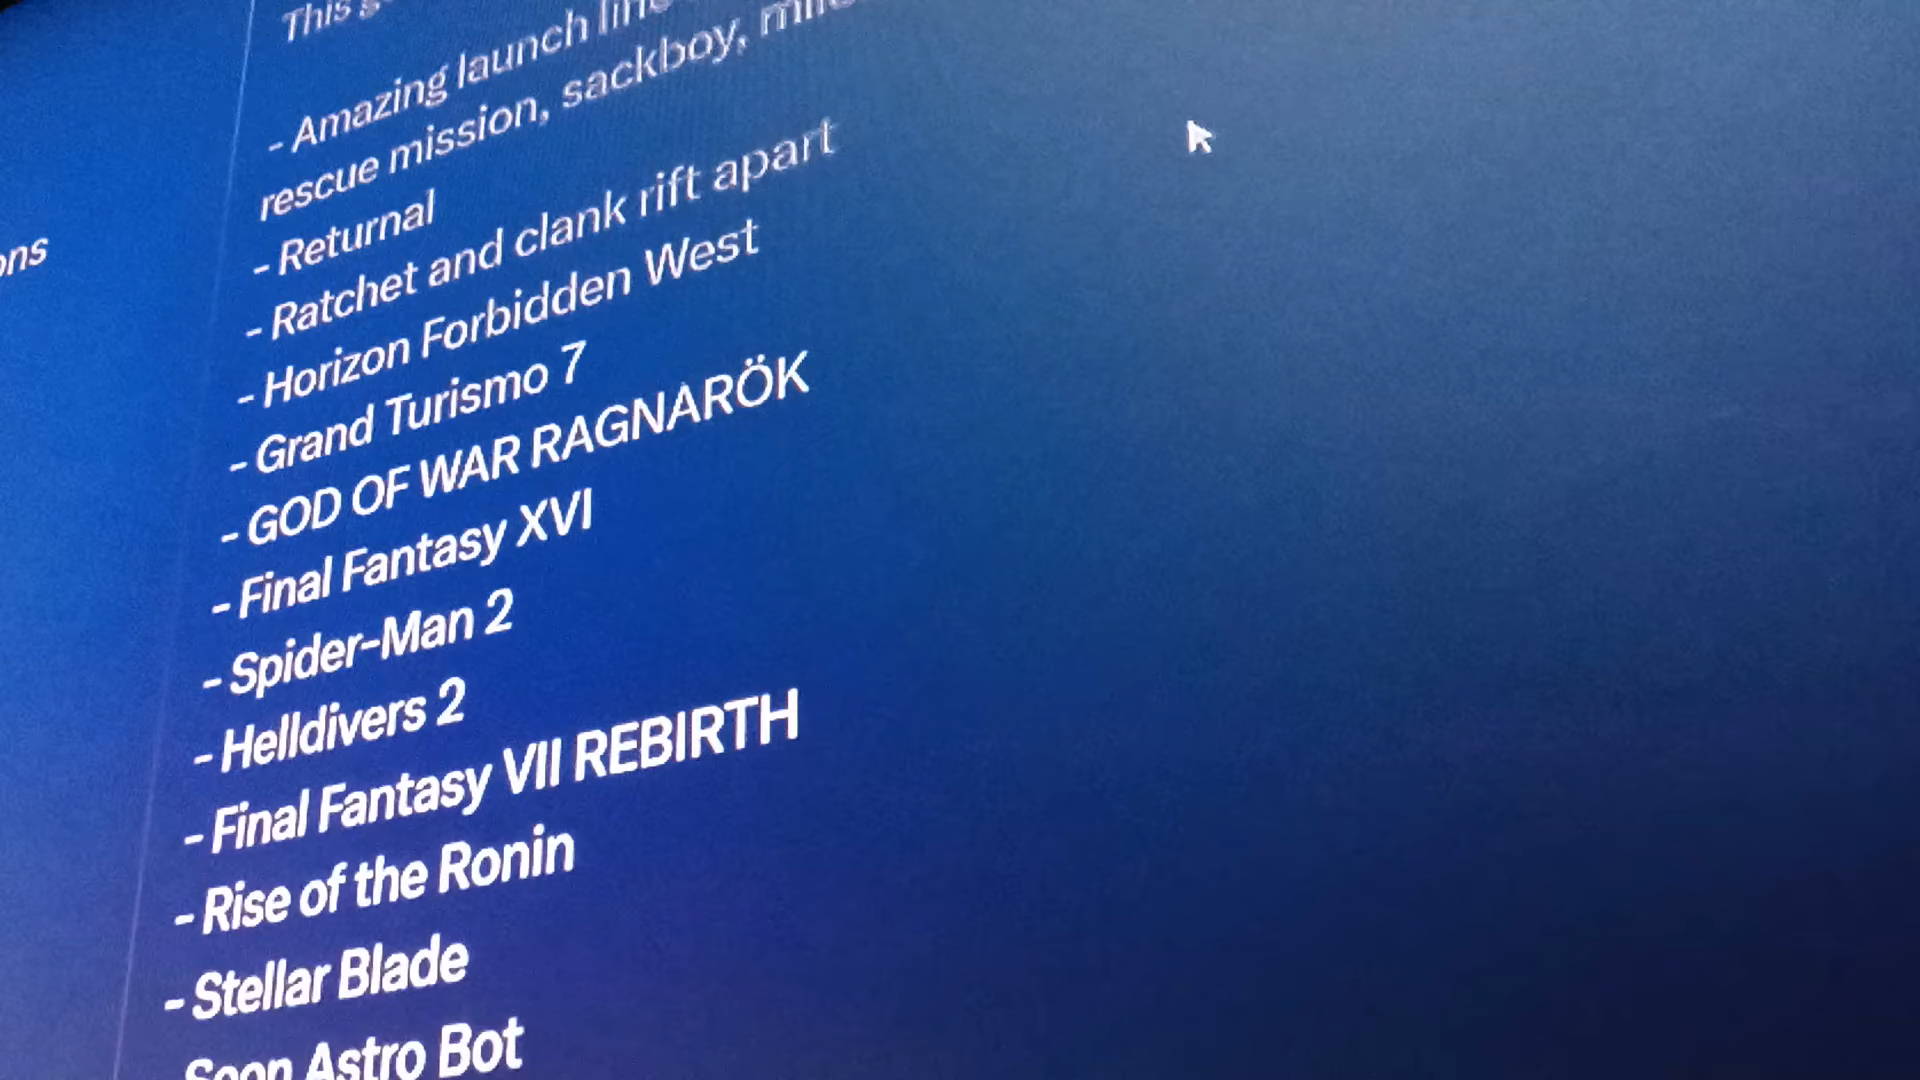 This
- Amazing launch
rescue mission, sackboy,
- Returnal
- Ratchet and clank rift apart
- Horizon Forbidden West
- Grand Turismo 7
- GOD OF WAR RAGNARÖK
- Final Fantasy XVI
- Spider-Man 2
- Helldivers 2
- Final Fantasy VII REBIRTH
- Rise of the Ronin
- Stellar Blade
Soon Astro Bot